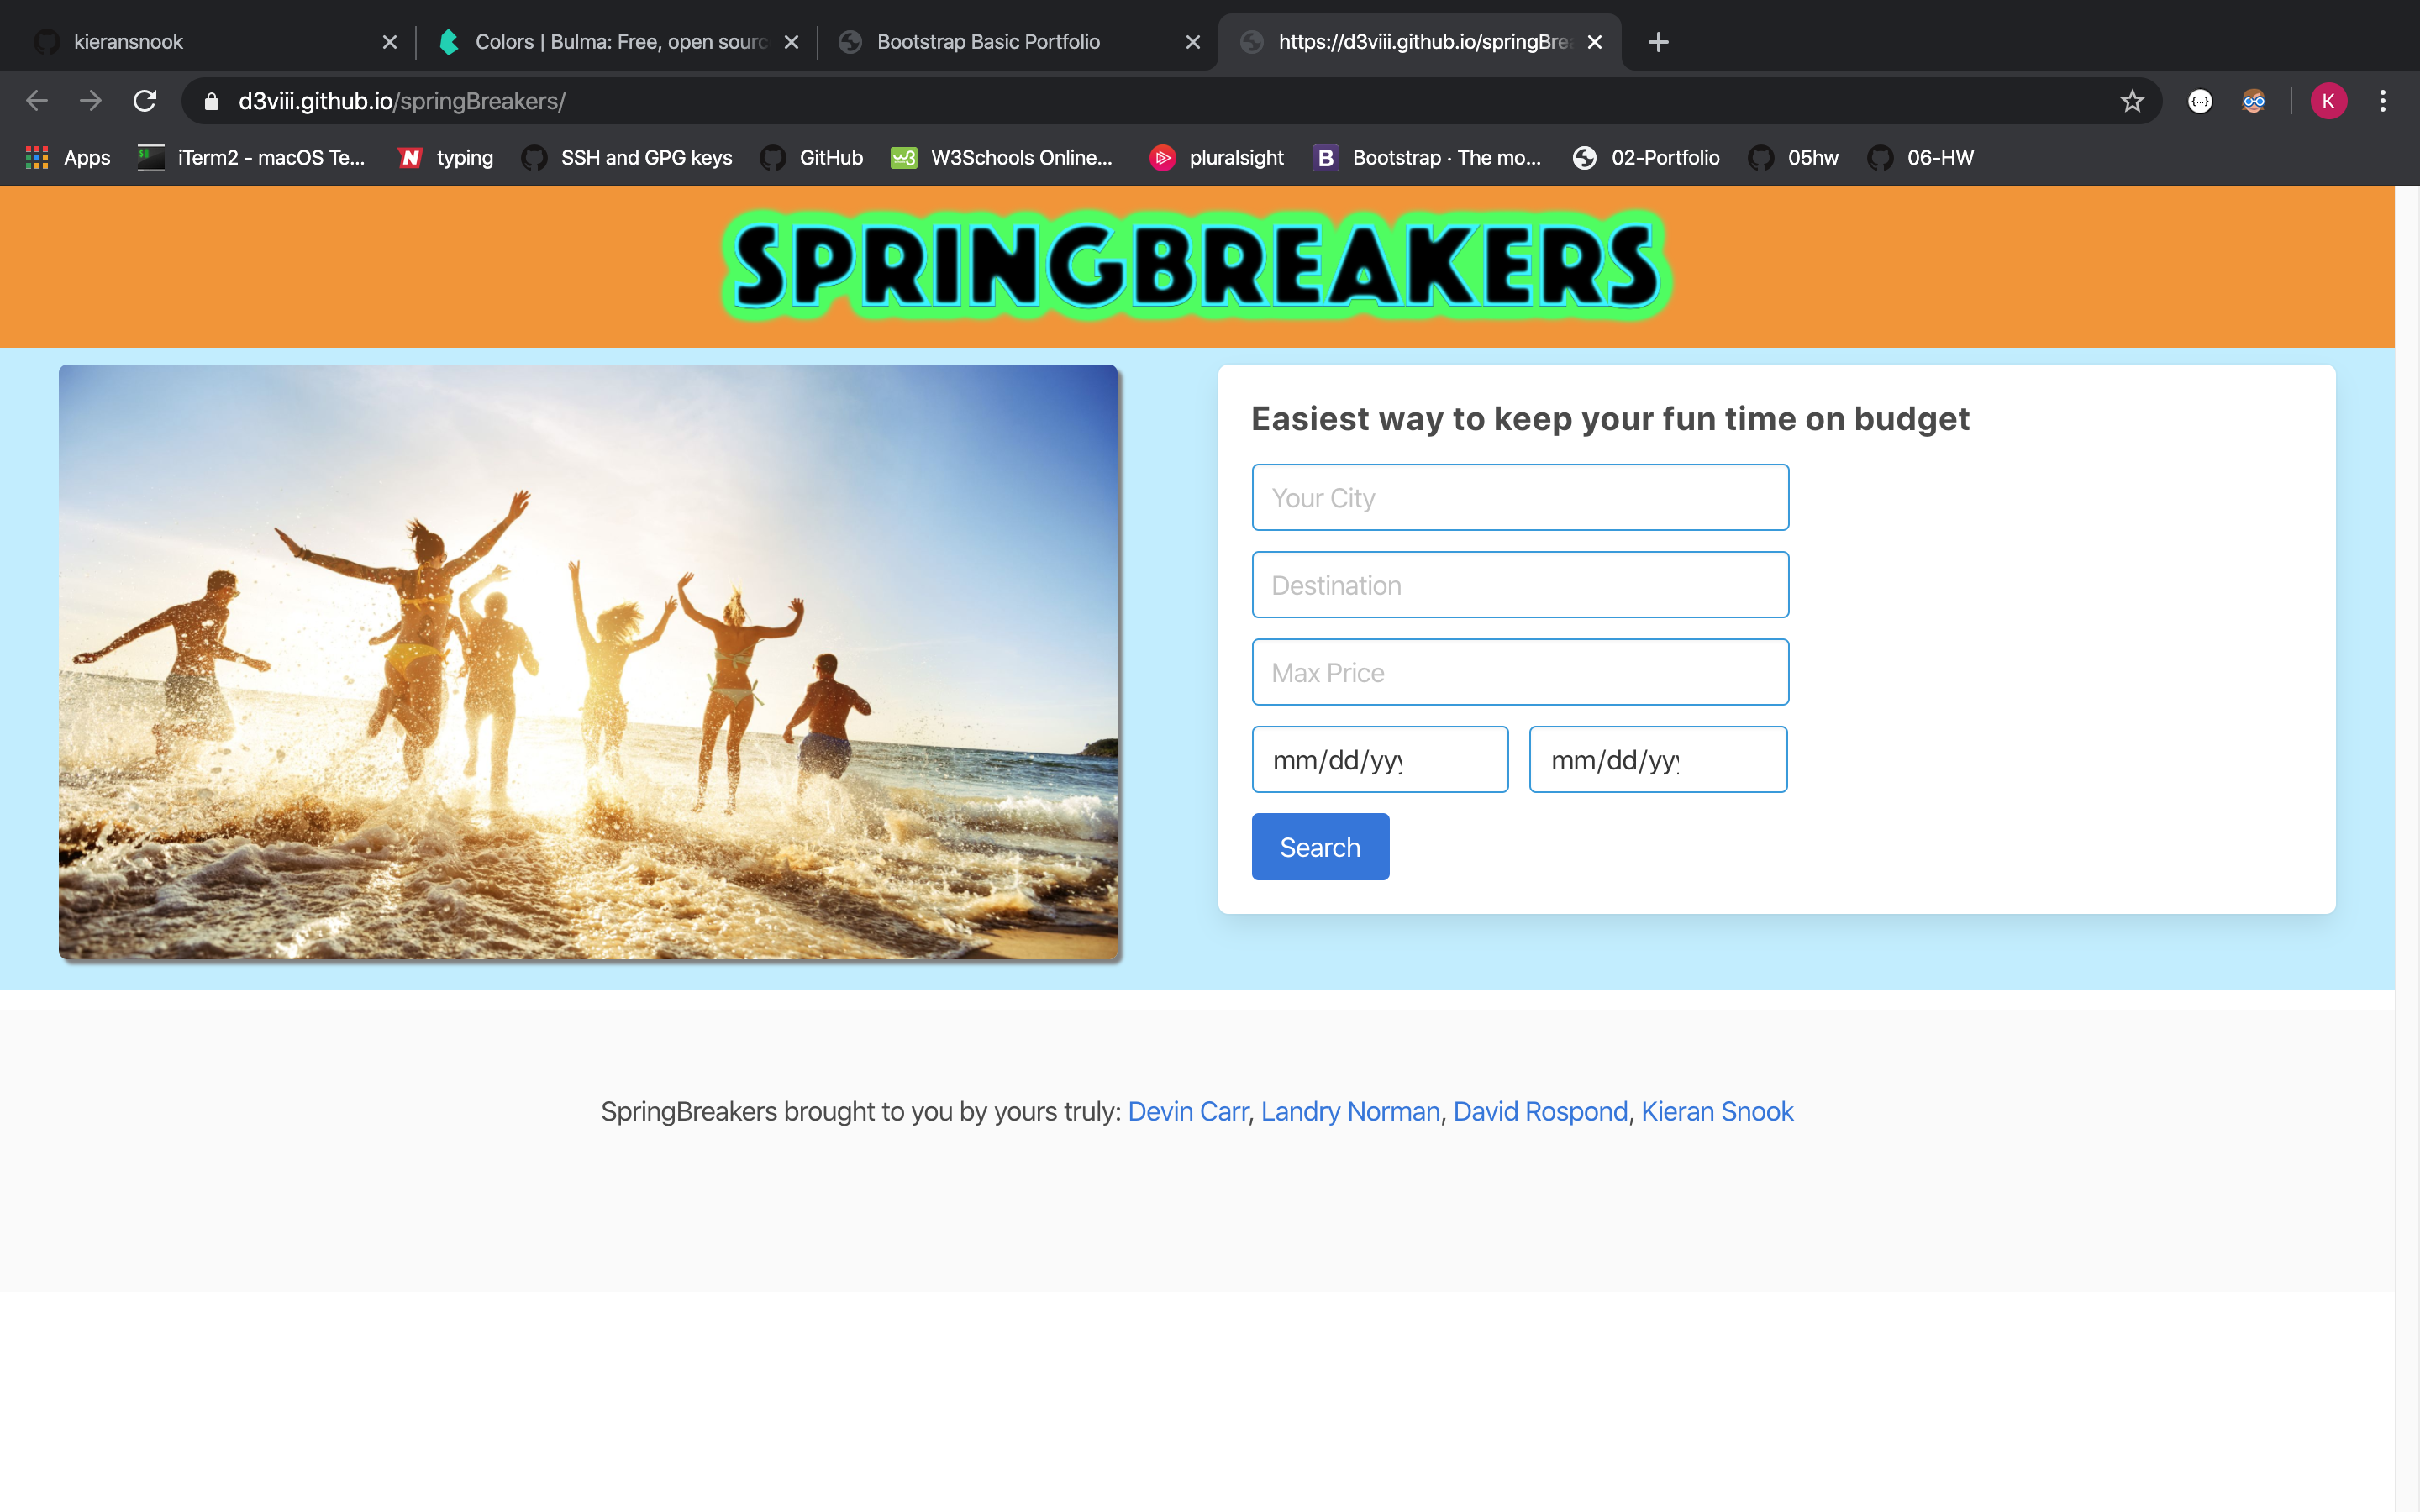 kieransnook
Colors | Bulma: Free, open sourc
Bootstrap Basic Portfolio
https://d3viii.github.io/springBrea
d3viii.github.io/springBreakers/
K
Apps
iTerm2 - macOS Te...
typing
SSH and GPG keys
GitHub
W3Schools Online...
pluralsight
B
Bootstrap · The mo...
02-Portfolio
05hw
06-HW
SPRINGBREAKERS
Easiest way to keep your fun time on budget
Your City
Destination
Max Price
mm/dd/yyy
mm/dd/yyy
Search
SpringBreakers brought to you by yours truly: Devin Carr, Landry Norman, David Rospond, Kieran Snook